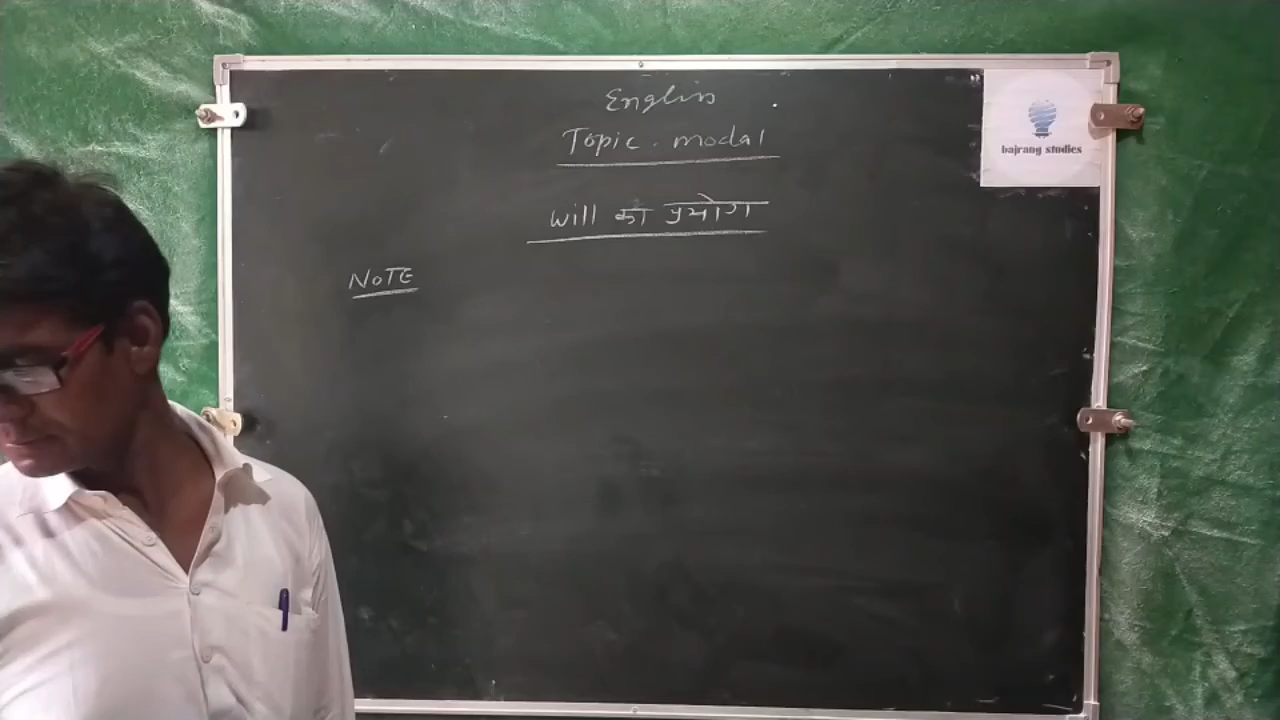 English
Topic. modal
will का प्रयोग
NOTE
bajrang studies